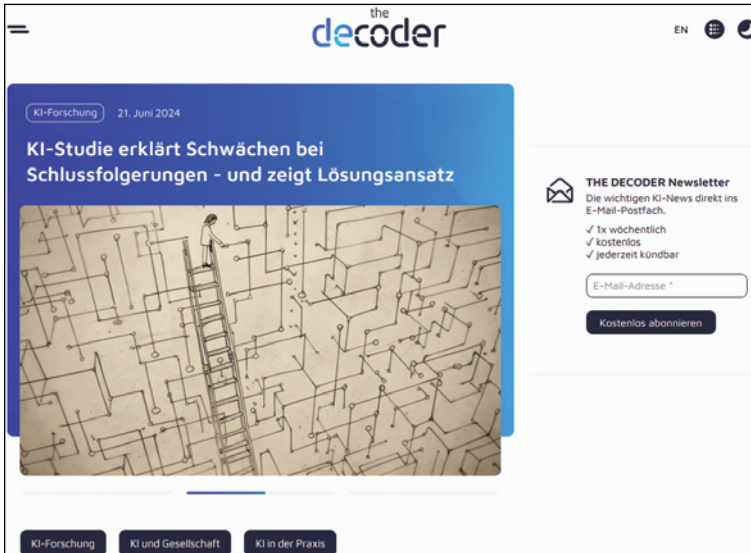 the
decoder
EN
KI-Forschung
21. Juni 2024
KI-Studie erklärt Schwächen bei
Schlussfolgerungen - und zeigt Lösungsansatz
THE DECODER Newsletter
Die wichtigen KI-News direkt ins
E-Mail-Postfach.
✓ 1x wöchentlich
✓ kostenlos
✓ jederzeit kündbar
E-Mail-Adresse *
Kostenlos abonnieren
KI-Forschung
KI und Gesellschaft
KI in der Praxis